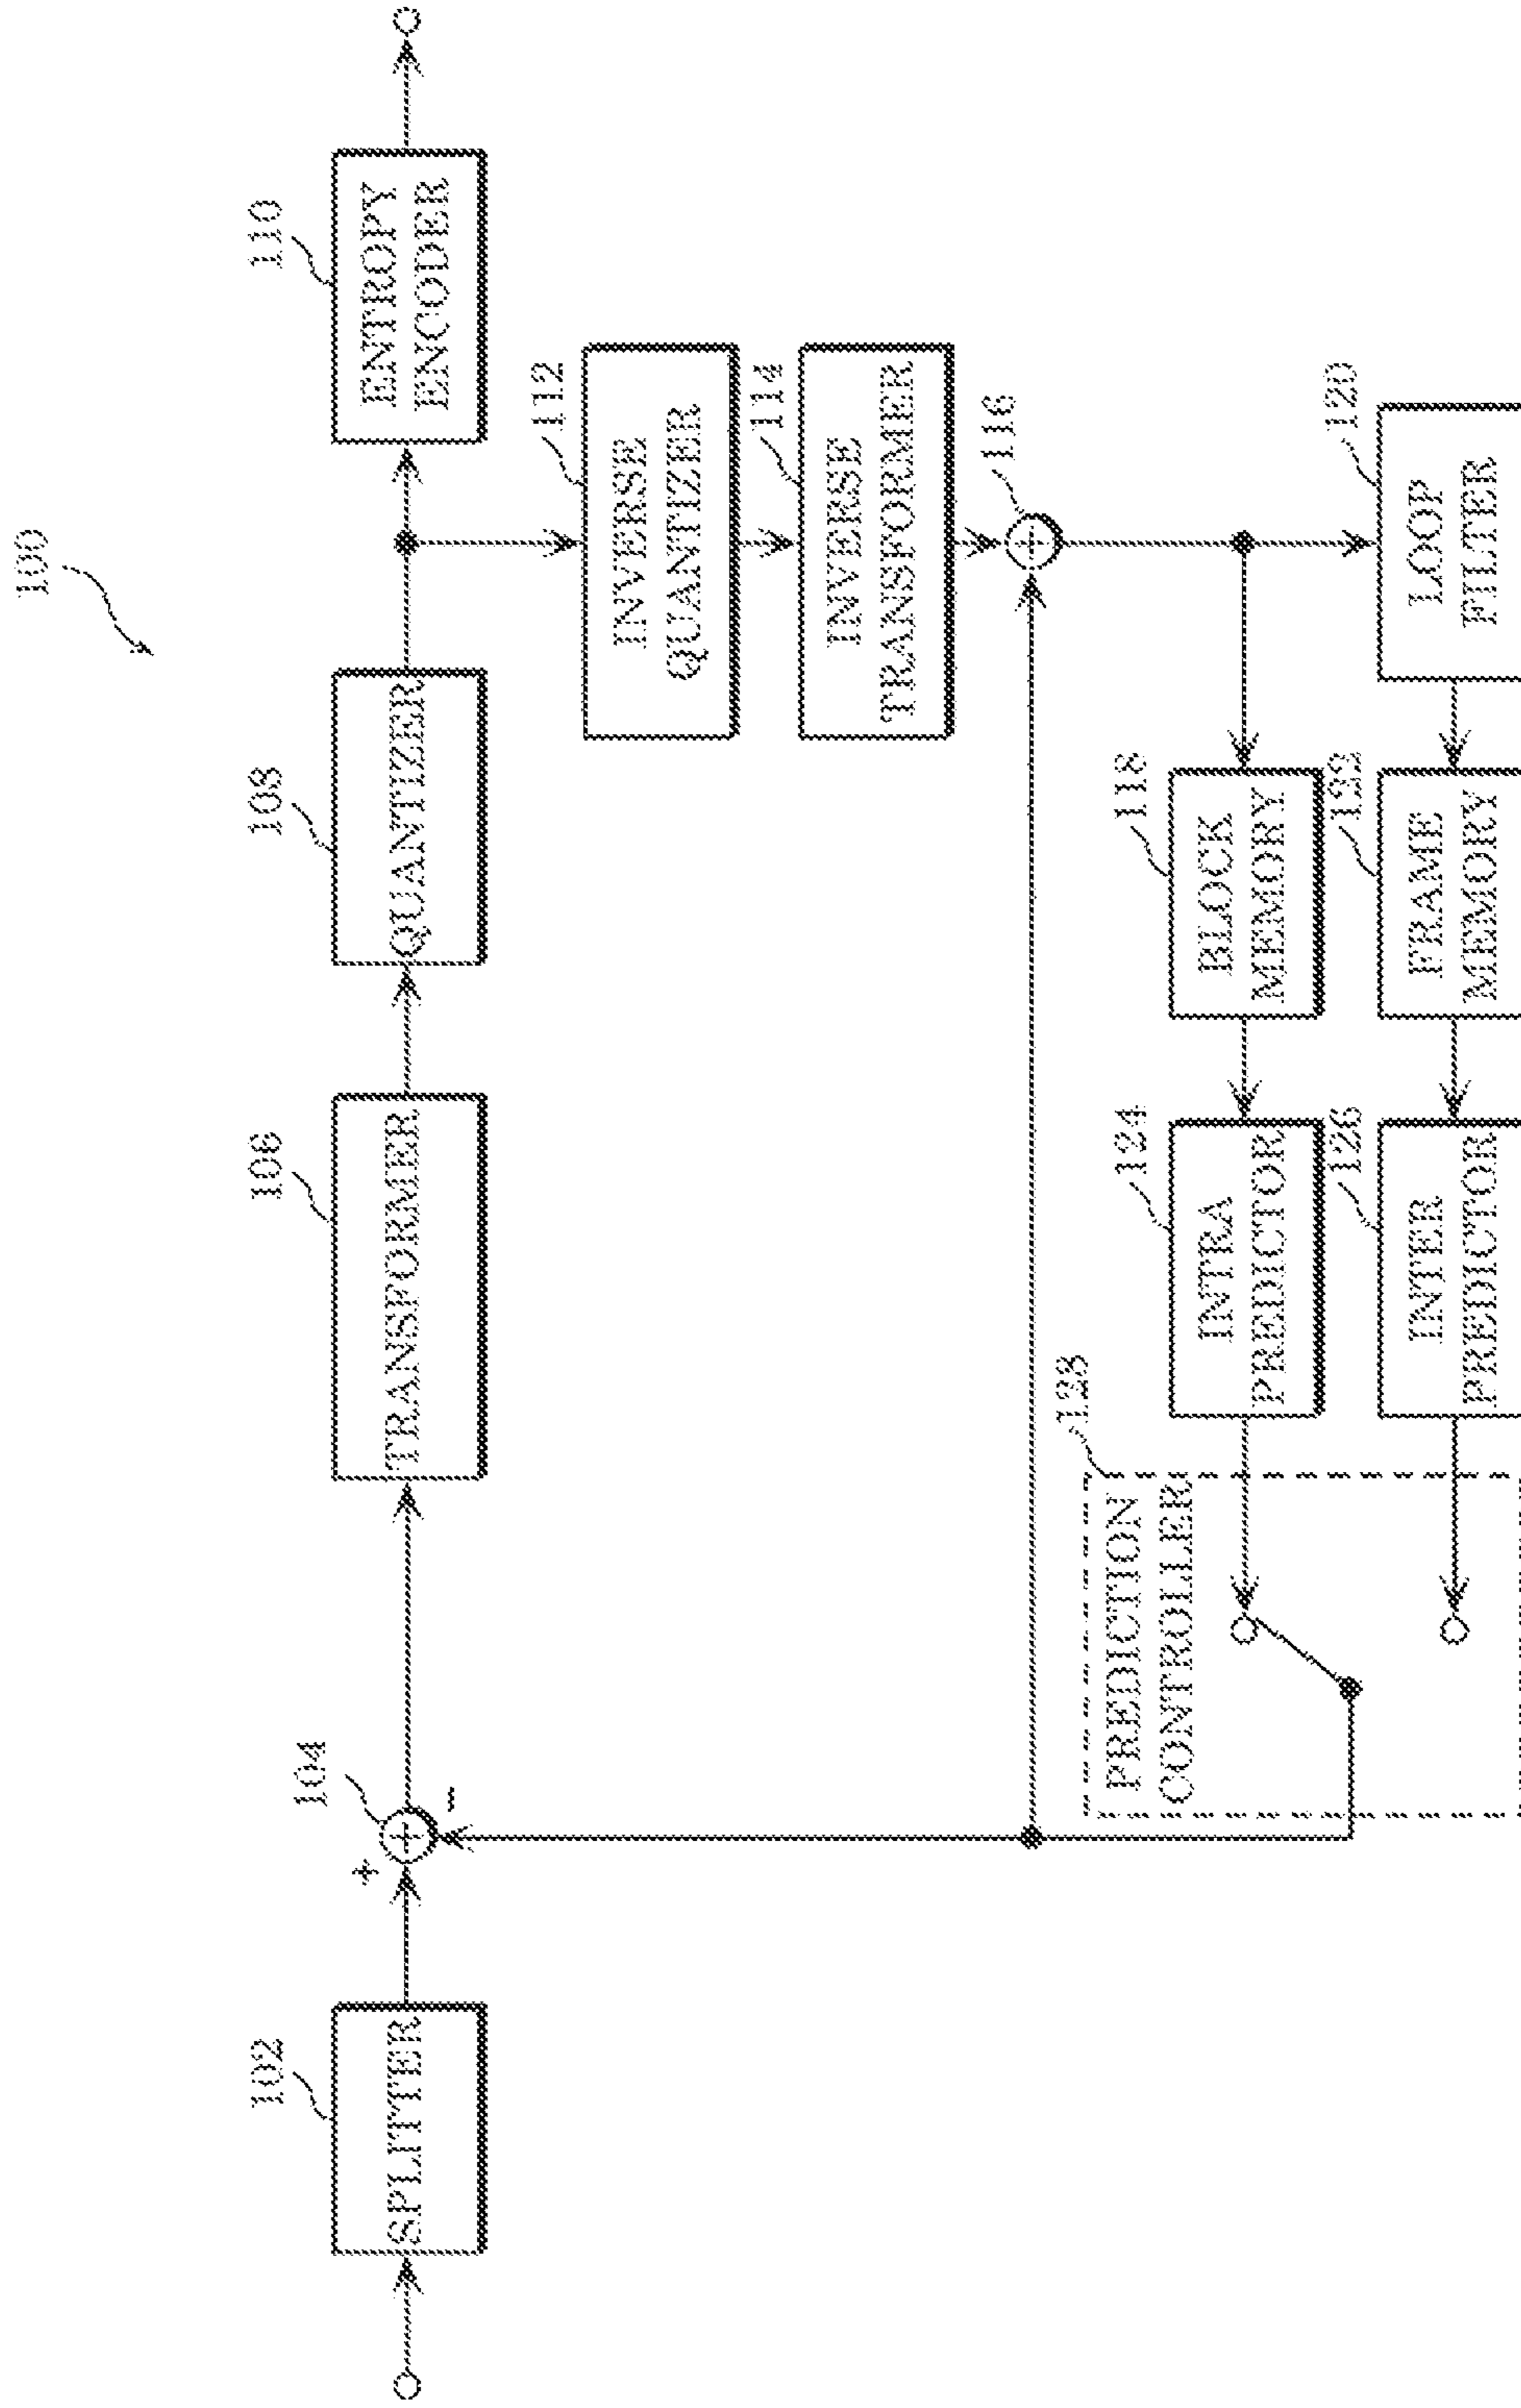 100
102
SPLITTER
104
+
-
106
TRANSFORMER
108
QUANTIZER
110
ENTROPY
ENCODER
112
INVERSE
QUANTIZER
114
INVERSE
TRANSFORMER
116
+
128
PREDICTION
CONTROLLER
124
INTRA
PREDICTOR
118
BLOCK
MEMORY
126
INTER
PREDICTOR
122
FRAME
MEMORY
120
LOOP
FILTER